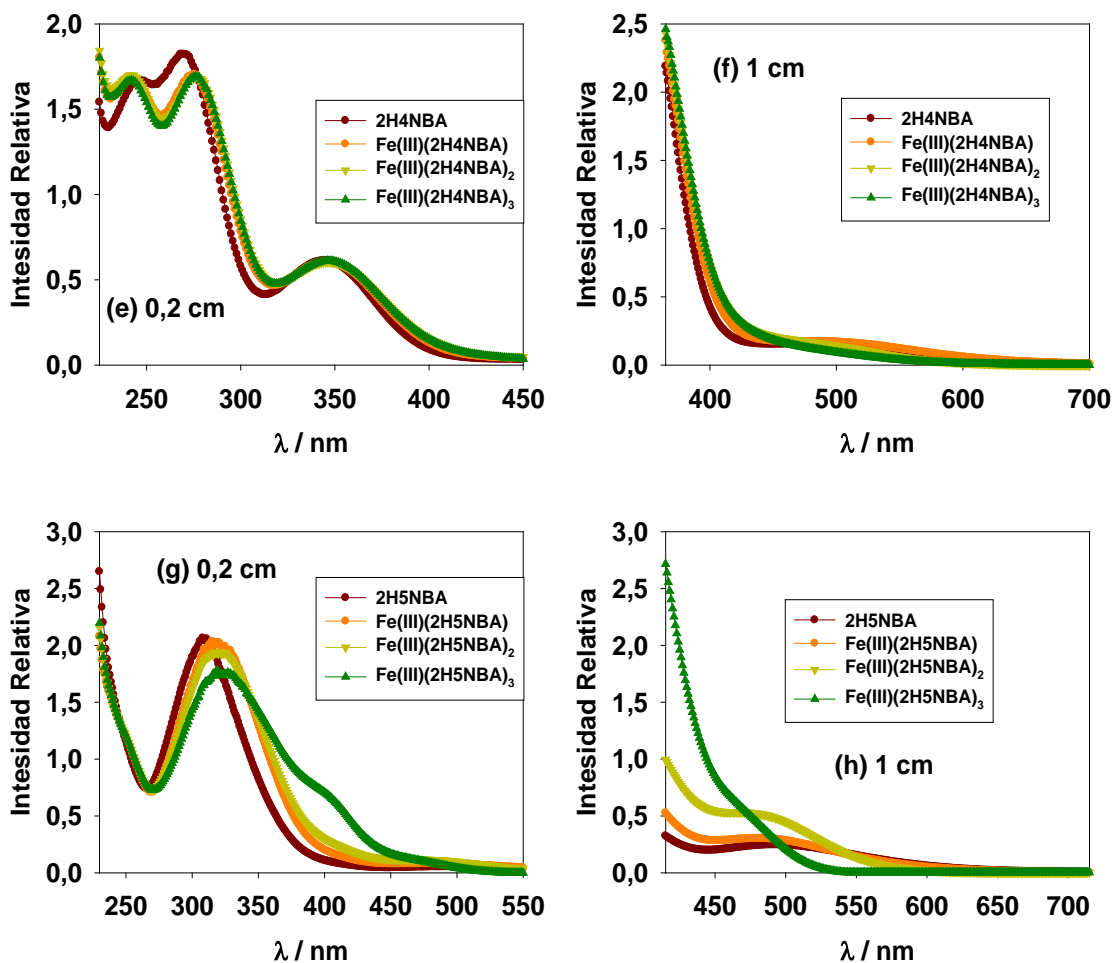 2,0
1,5
1,0
0,5
0,0
Intesidad Relativa
2H4NBA
Fe(III)(2H4NBA)
Fe(III)(2H4NBA)2
Fe(III)(2H4NBA)3
(e) 0,2 cm
250 300 350 400 450
λ / nm
2,5
2,0
1,5
1,0
0,5
0,0
Intesidad Relativa
(f) 1 cm
2H4NBA
Fe(III)(2H4NBA)
Fe(III)(2H4NBA)2
Fe(III)(2H4NBA)3
400 500 600 700
λ / nm
3,0
2,5
2,0
1,5
1,0
0,5
0,0
Intesidad Relativa
(g) 0,2 cm
2H5NBA
Fe(III)(2H5NBA)
Fe(III)(2H5NBA)2
Fe(III)(2H5NBA)3
250 300 350 400 450 500 550
λ / nm
3,0
2,5
2,0
1,5
1,0
0,5
0,0
Intesidad Relativa
2H5NBA
Fe(III)(2H5NBA)
Fe(III)(2H5NBA)2
Fe(III)(2H5NBA)3
(h) 1 cm
450 500 550 600 650 700
λ / nm